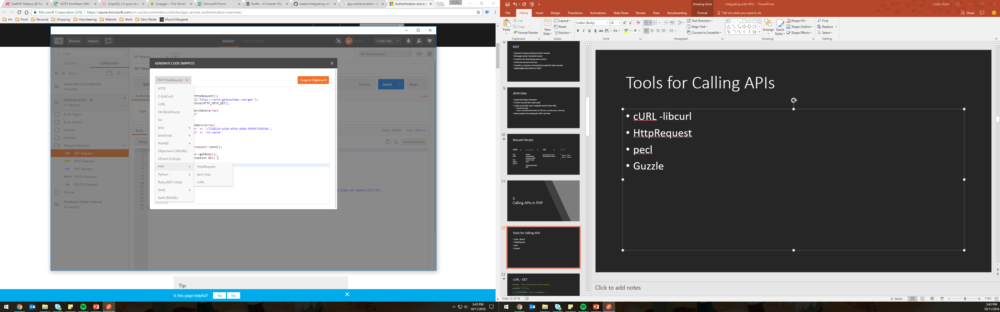 SeaPHP Meetup @ Fad
16255 Northeast 36th
GraphQL | A query lang
Swagger – The World's
Microsoft Forms
Buffer - A Smarter Way
cbales/Integrating-with
app authentication - G
Authentication and aut
Caitlin
Microsoft Corporation [US] | https://azure.microsoft.com/en-us/documentation/articles/app-service-authentication-overview/
Art Food Personal Shopping Volunteering Website Work Zero Waste Mount Margaret
Runner Import Builder Team Library IN SYNC Caitlin Bal...
Filter
History Collections
All Me Team
Azure AD v2.0 Protocols
8 requests
Postman Echo
21 requests
Auth: Digest
Auth: Others
Cookies
Headers
Request Methods
GET GET Request
POST POST Request
PUT PUT Request
PATCH PATCH Request
DEL DELETE Request
Utilities
Postman OData Tutorial
26 requests
GET Request
No Environment
GET Requ
GET Params Send Save
Authoriza Code
Type
Body Status: 200 OK Time: 1262 ms
Pretty Save Response
GENERATE CODE SNIPPETS
PHP HttpRequest Copy to Clipboard
HTTP
C (LibCurl)
cURL
C# (RestSharp)
Go
Java
JavaScript
NodeJS
Objective-C (NSURL)
OCaml (Cohttp)
PHP
Python
Ruby (NET::Http)
Shell
Swift (NSURL)
HttpRequest
pecl_http
cURL
HttpRequest();
l('https://echo.getpostman.com/get');
thod(HTTP_METH_GET);
eryData(array(
3'
eaders(array(
en' => 'c712811d-a3ed-e95d-a90a-f8f457d3656e',
ol' => 'no-cache'
request->send();
e->getBody();
ception $ex) {
0.2785.143 Safari/537.36",
1
2
3
4
5
6
7
8
9
10
11
12
13
14
15
16
17
Tip:
Is this page helpful? Yes No
3:43 PM
10/11/2016
Drawing Tools
Integrating with APIs - PowerPoint
Caitlin Bales
File Home Insert Design Transitions Animations Slide Show Review View Storyboarding Format Tell me what you want to do Share
Paste
Cut
Copy
Format Painter
Clipboard
New Slide
Layout
Reset
Section
Slides
Calibri (Body) 28
B I U S abc AV Aa A
Font
Text Direction
Align Text
Convert to SmartArt
Paragraph
Arrange
Quick Styles
Shape Fill
Shape Outline
Shape Effects
Drawing
Find
Replace
Select
Editing
8
REST
• Stands for Representational State Transfer
• Message based, standards based
• A pattern for developing web services
• Centered around resources
• Provides a common transactional model for data transfer
• Lightweight alternative to SOAP
9
JSON Data
• JavaScript Object Notation
• Centers around key-value pairs
• Looks to provide more readable format than XML
• Sends less data
• Easy to serialize/deserialize (in PHP, json_encode & json_decode)
• Most popular formatting for REST call data
10
Request Recipe
VERB + HEADERS + URL + BODY
GET
POST
PUT
PATCH
DELETE
Accept
Authorization
Content-Length
Content-Type
Host
X-Requested-With
DNT
11
3
Calling APIs in PHP
12
Tools for Calling APIs
• cURL -libcurl
• HttpRequest
• pecl
• Guzzle
13
cURL - GET
Tools for Calling APIs
• cURL -libcurl
• HttpRequest
• pecl
• Guzzle
Click to add notes
Slide 12 of 34
Notes
119%
3:43 PM
10/11/2016